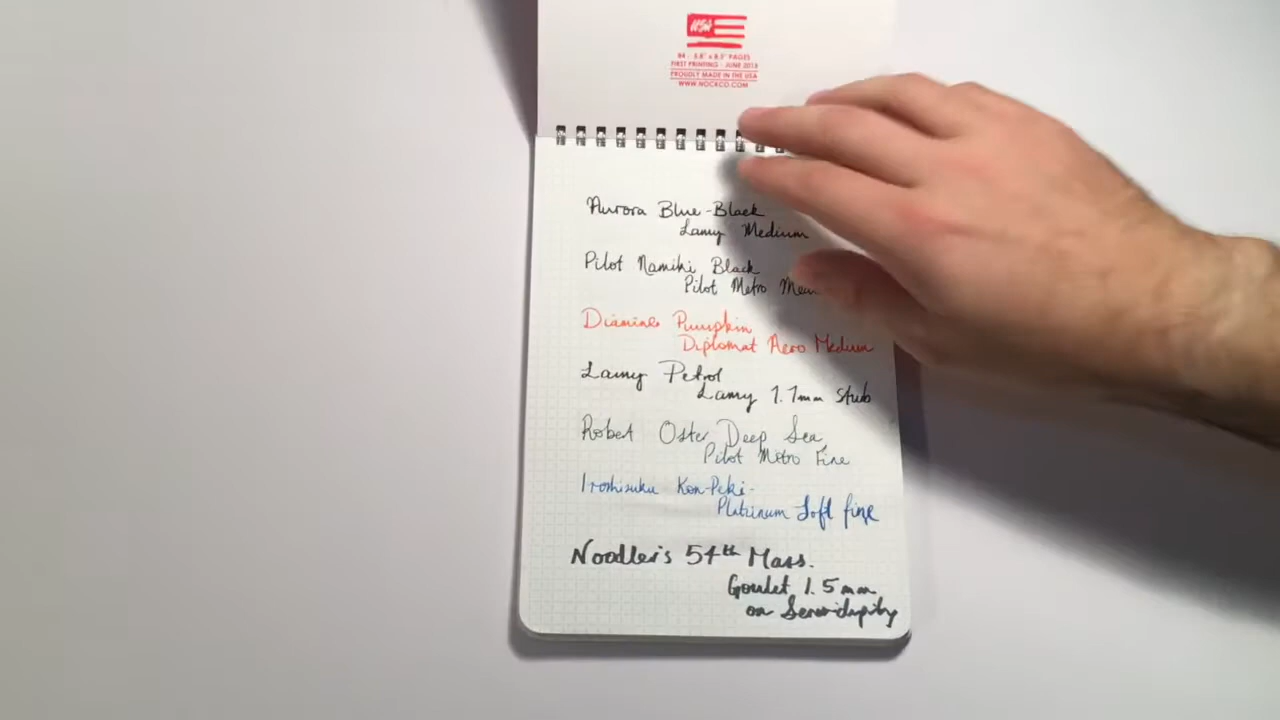 USA
84 - 5.8" x 8.3" PAGES
FIRST PRINTING - JUNE 2015
PROUDLY MADE IN THE USA
WWW.NOCKCO.COM
Aurora Blue-Black
Lamy Medium
Pilot Namiki Black
Pilot Metro
Diamine Pumpkin
Diplomat Aero Medium
Lamy Petrol
Lamy 1.1mm Stub
Robert Oster Deep Sea
Pilot Metro Fine
Iroshizuku Kon-Peki
Platinum Soft fine
Noodler's 54th Mass.
Goulet 1.5mm
on Serendipity